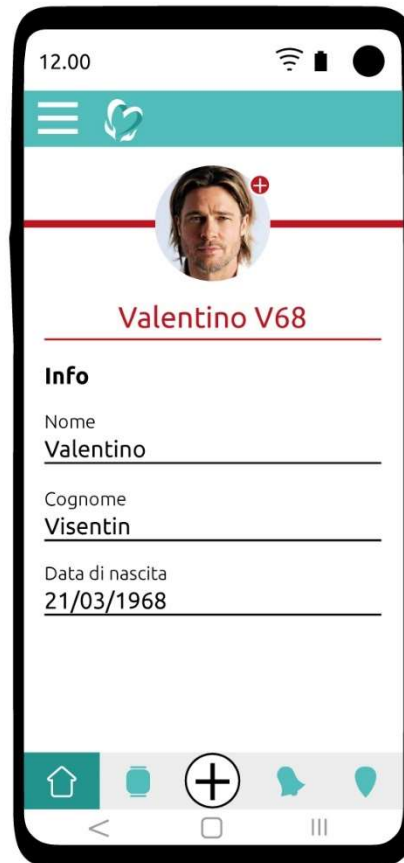 12.00
Valentino V68
Info
Nome
Valentino
Cognome
Visentin
Data di nascita
21/03/1968